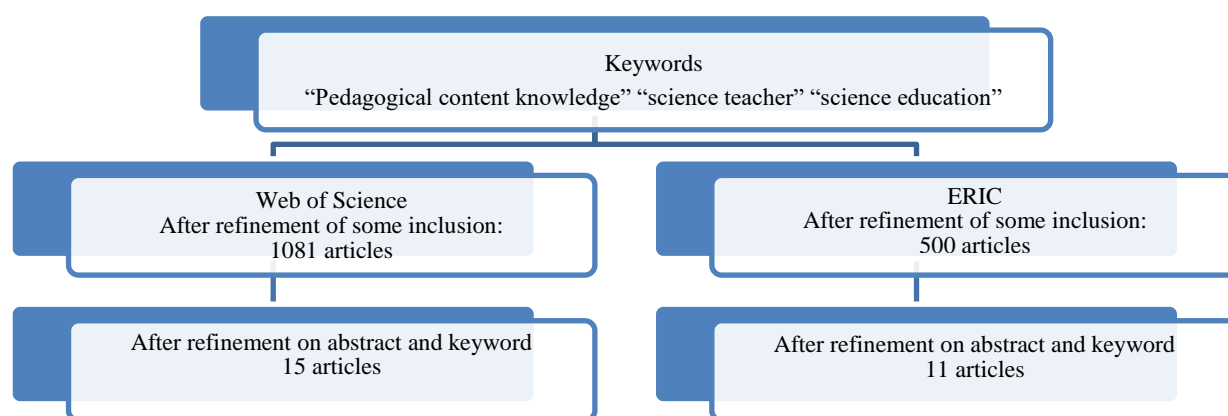 Keywords
“Pedagogical content knowledge” “science teacher” “science education”
Web of Science
After refinement of some inclusion:
1081 articles
ERIC
After refinement of some inclusion:
500 articles
After refinement on abstract and keyword
15 articles
After refinement on abstract and keyword
11 articles